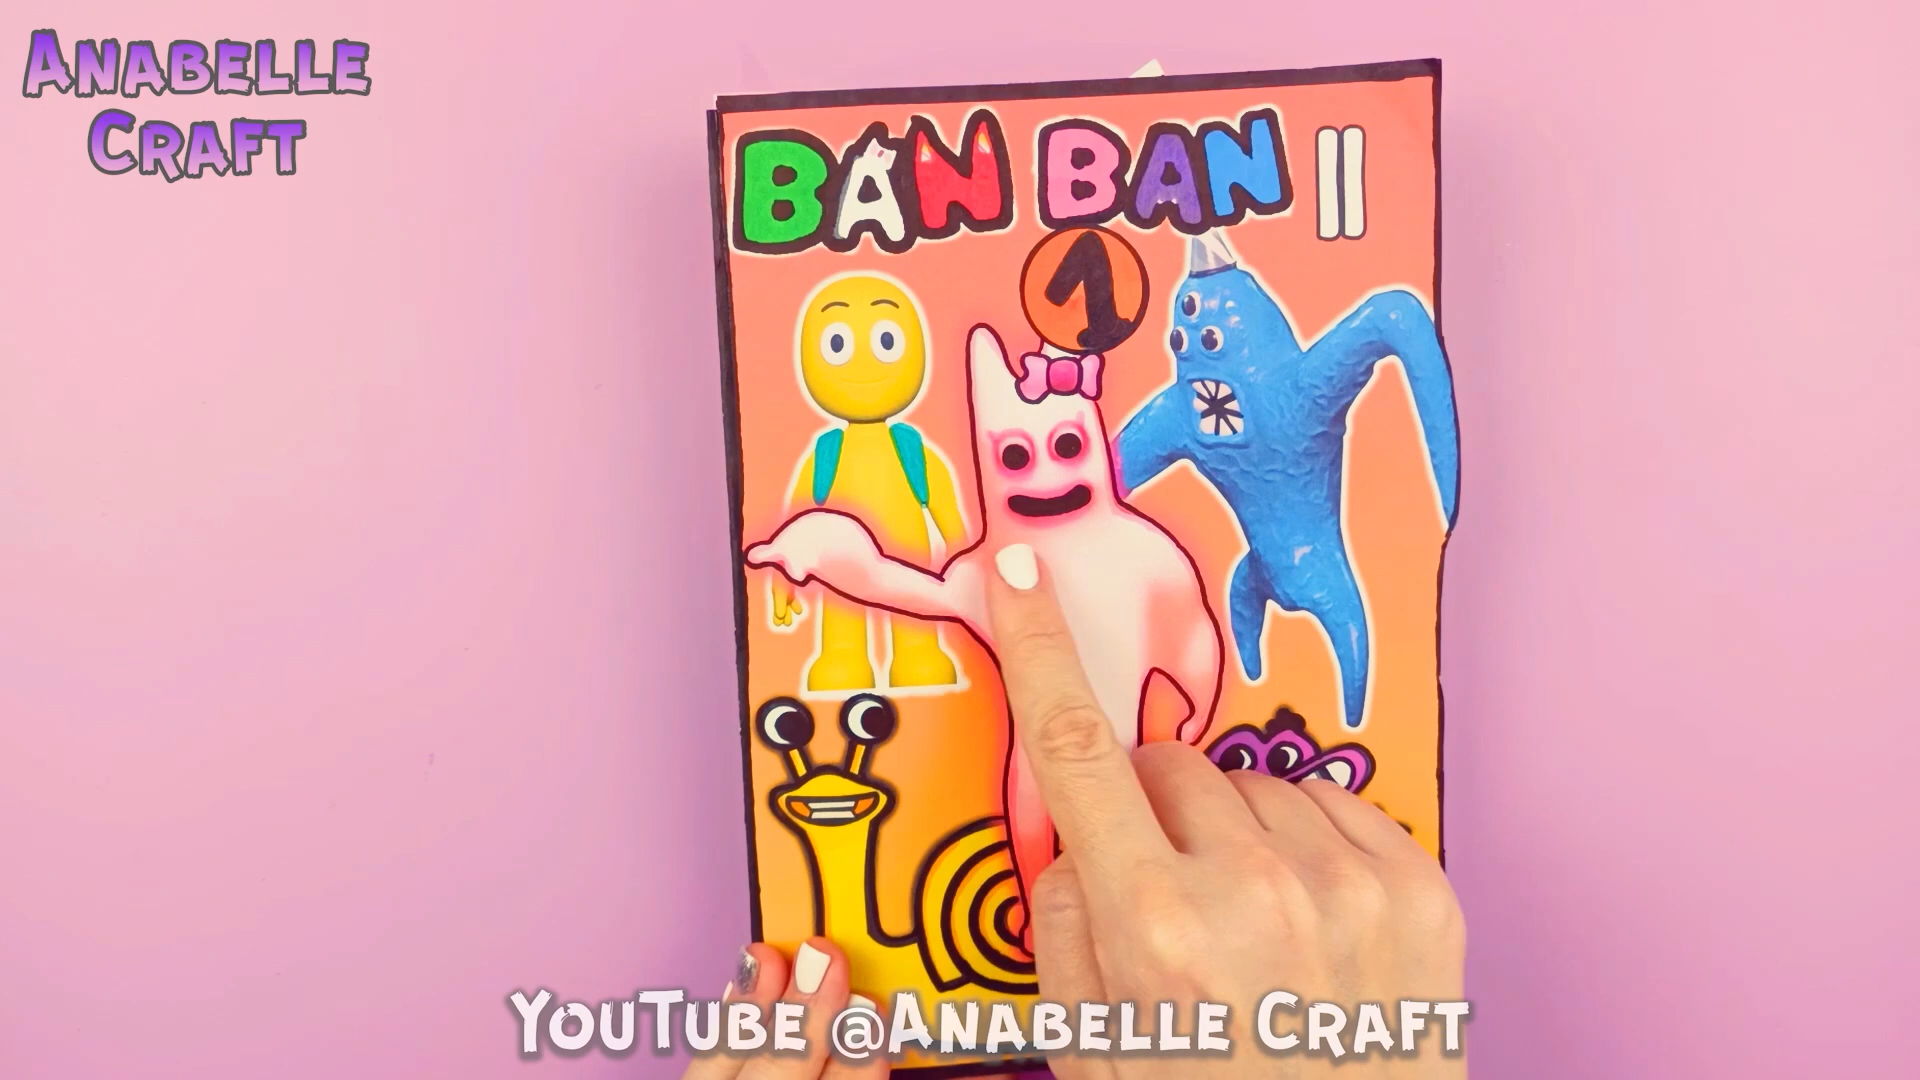 ANABELLE
CRAFT
BAN BAN II
1
YOUTUBE @ANABELLE CRAFT